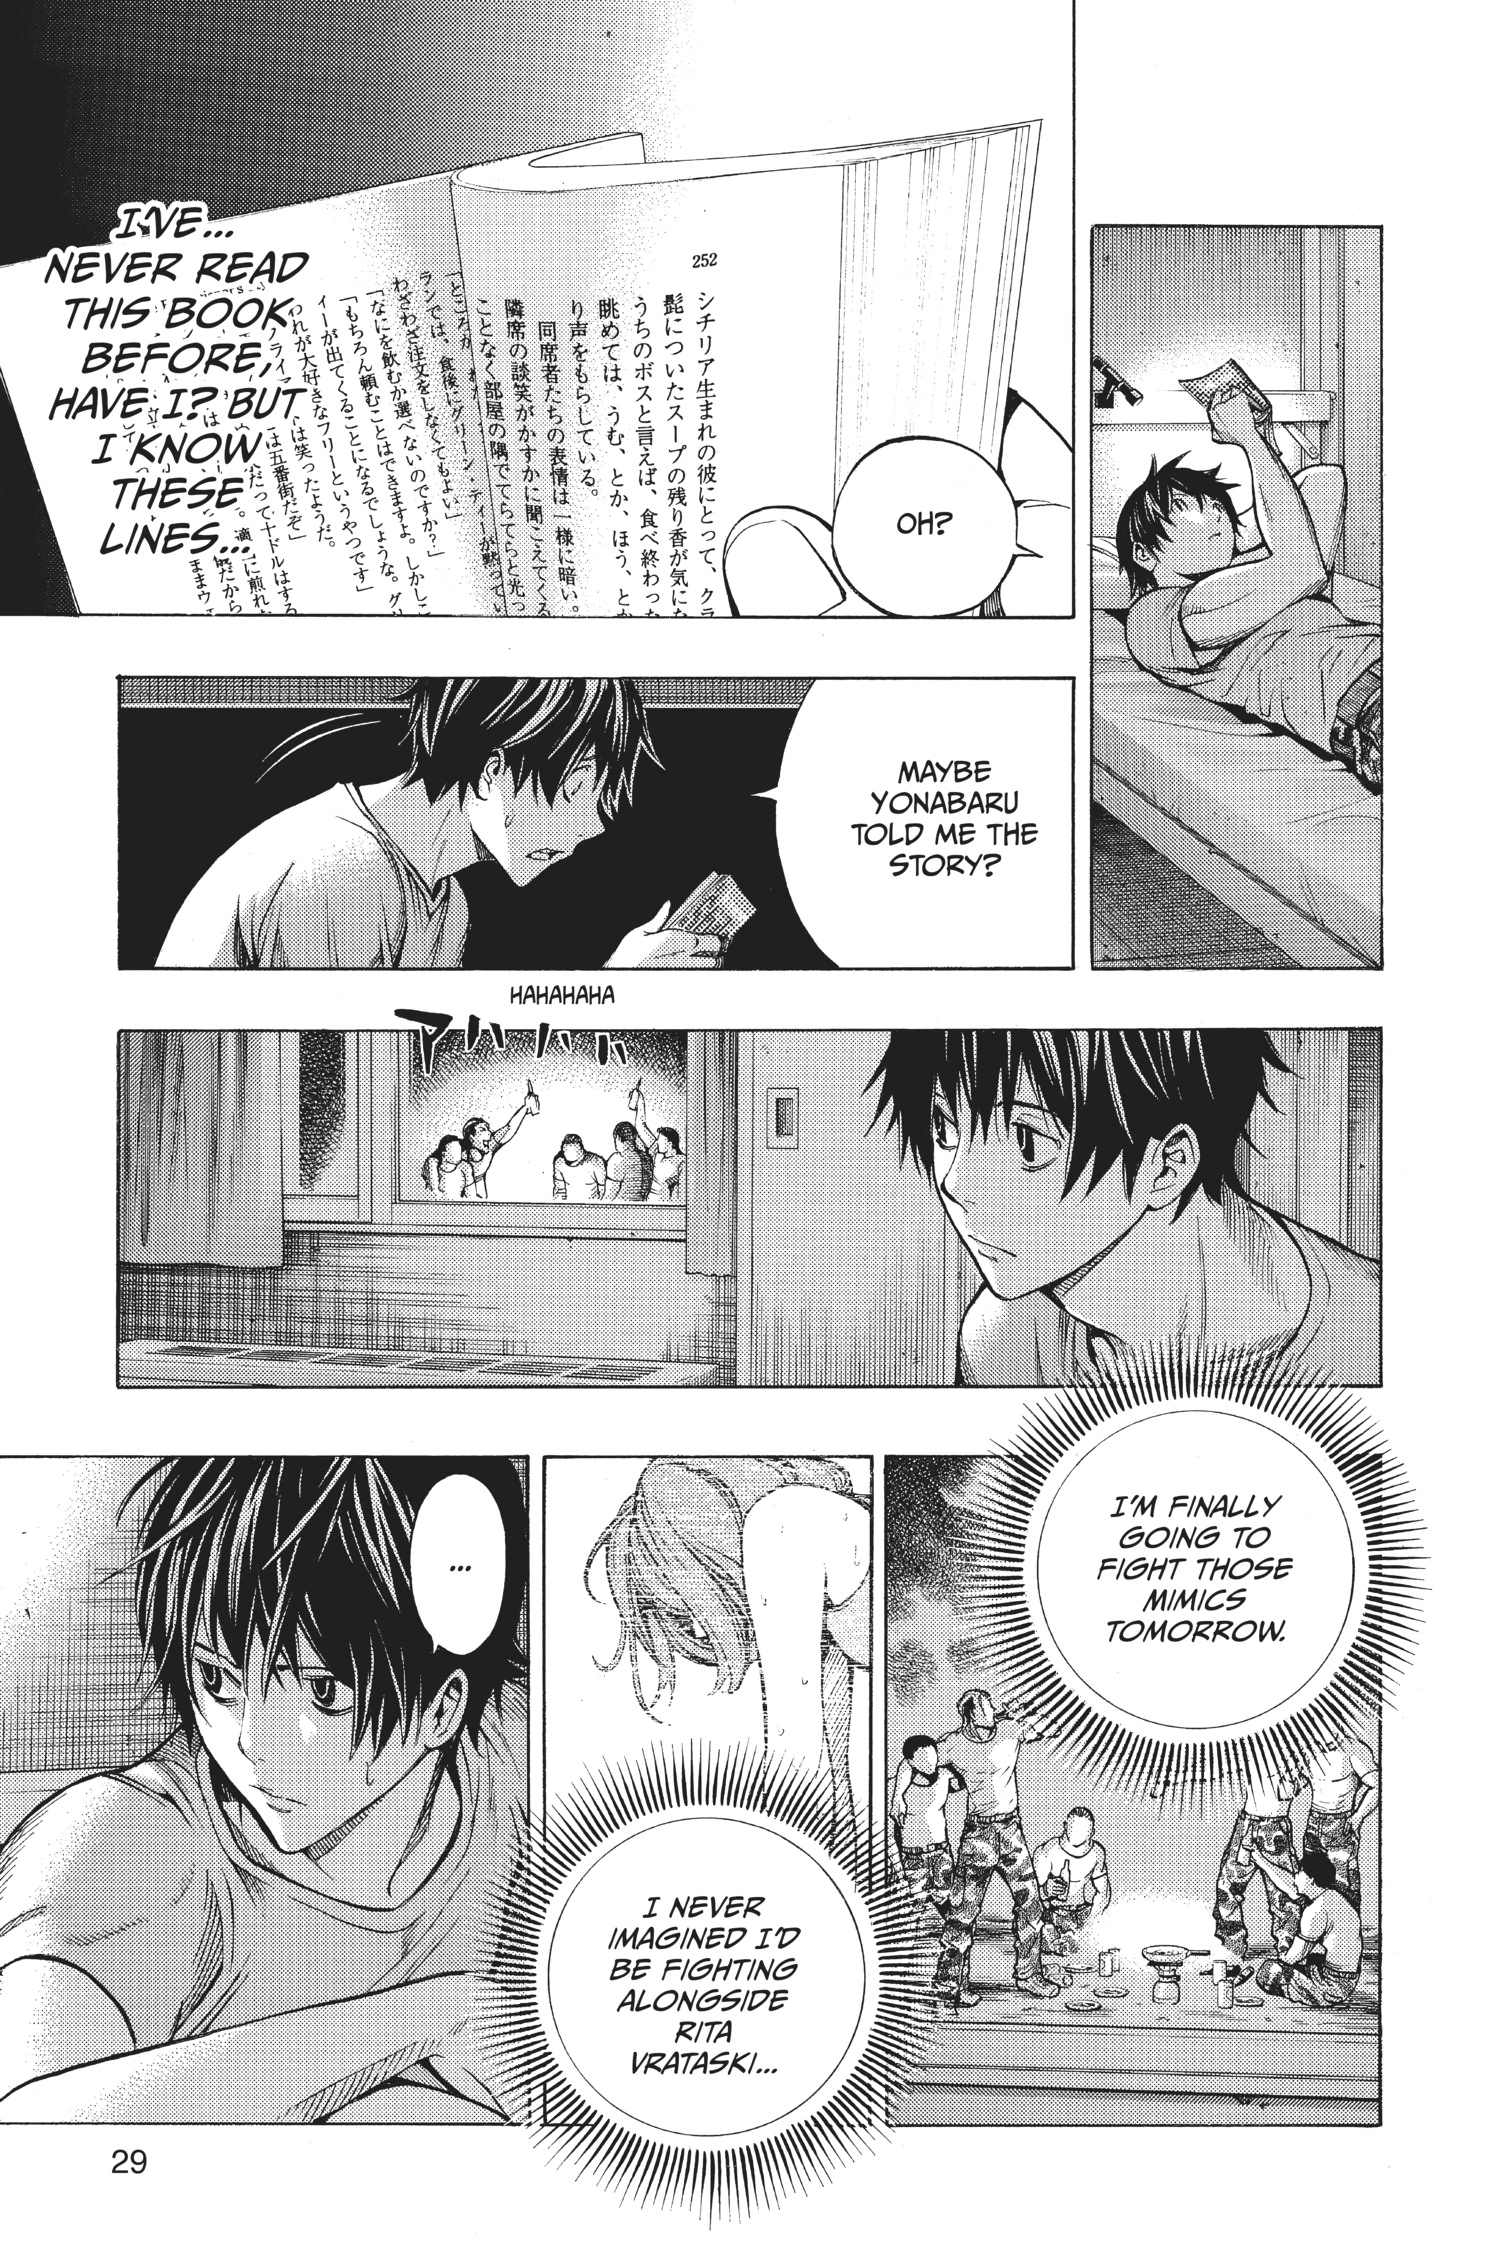 OH?
I'VE...
NEVER READ
THIS BOOK
BEFORE,
HAVE I? BUT
I KNOW
THESE
LINES...
252
シチリア生まれの彼にとって、クラ
髭についたスープの残り香が気にな
うちのボスと言えば、食べ終わった
眺めては、うむ、とか、ほう、とか
り声をもらしている。
同席者たちの表情は一様に暗い。
隣席の談笑がかすかに聞こえてくる
ことなく部屋の隅でてらてらと光っ
ランでは、食後にグリーン・ティーが黙ってい
わざわざ注文をしなくてもよい」
「なにを飲むか選べないのですか?」
「もちろん頼むことはできますよ。しかしこ
ィーが出てくることになるでしょうな。グ
われが大好きなフリーというやつです」
は笑ったようだ。
は五番街だぞ」
MAYBE
YONABARU
TOLD ME THE
STORY?
HAHAHAHA
アハハハ
I'M FINALLY
GOING TO
FIGHT THOSE
MIMICS
TOMORROW.
I NEVER
IMAGINED I'D
BE FIGHTING
ALONGSIDE
RITA
VRATASKI...
...
29